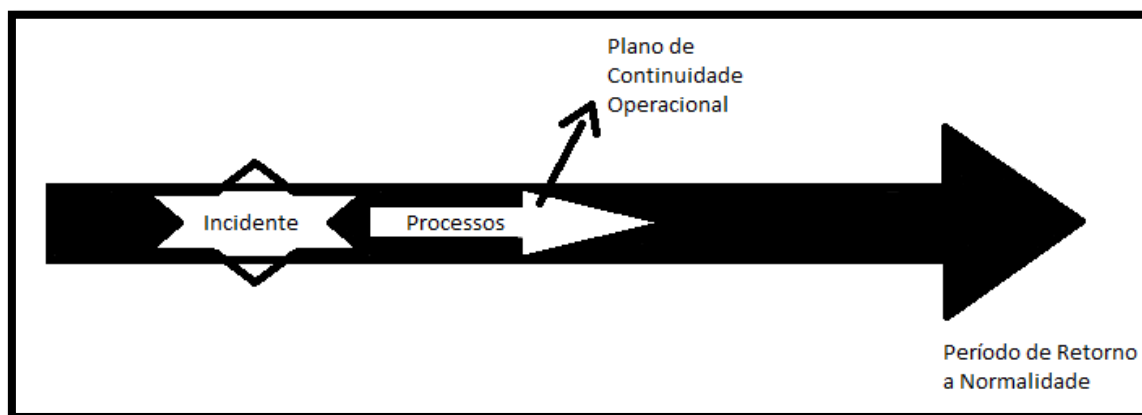 Plano de
Continuidade
Operacional
Incidente
Processos
Período de Retorno
a Normalidade